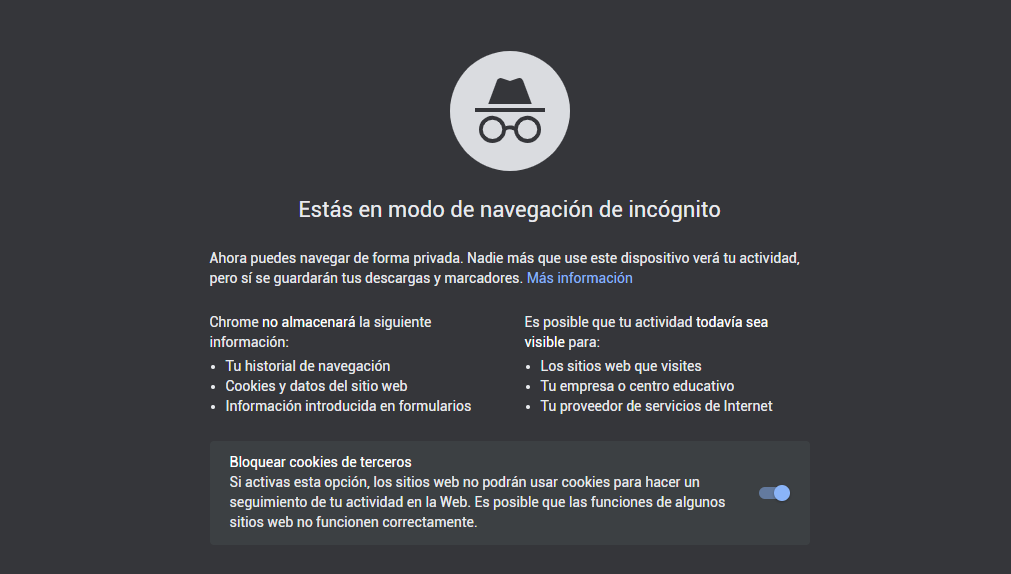 Estás en modo de navegación de incógnito
Ahora puedes navegar de forma privada. Nadie más que use este dispositivo verá tu actividad,
pero sí se guardarán tus descargas y marcadores. Más información
Chrome no almacenará la siguiente
información:
• Tu historial de navegación
• Cookies y datos del sitio web
• Información introducida en formularios
Es posible que tu actividad todavía sea
visible para:
• Los sitios web que visites
• Tu empresa o centro educativo
• Tu proveedor de servicios de Internet
Bloquear cookies de terceros
Si activas esta opción, los sitios web no podrán usar cookies para hacer un
seguimiento de tu actividad en la Web. Es posible que las funciones de algunos
sitios web no funcionen correctamente.